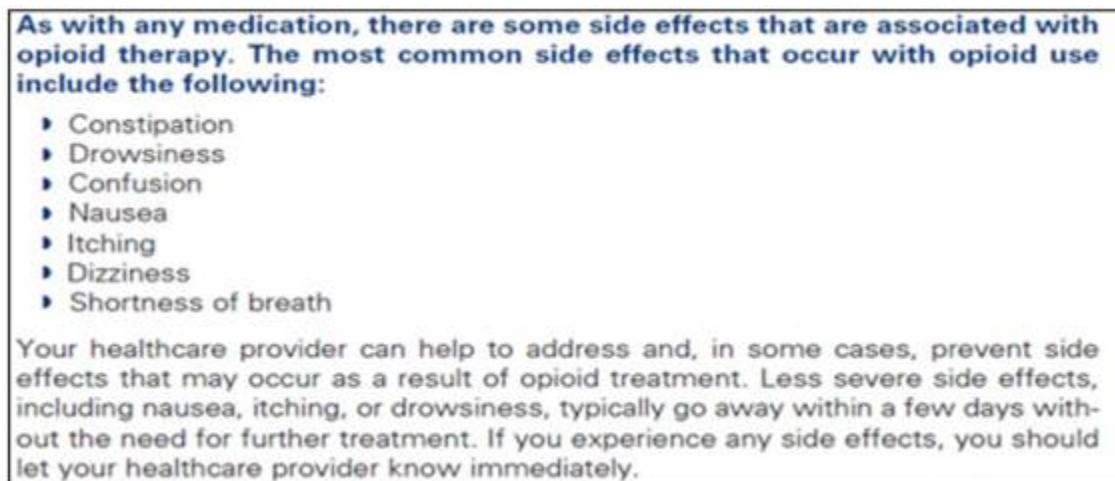 As with any medication, there are some side effects that are associated with
opioid therapy. The most common side effects that occur with opioid use
include the following:
Constipation
Drowsiness
Confusion
Nausea
Itching
Dizziness
Shortness of breath
Your healthcare provider can help to address and, in some cases, prevent side
effects that may occur as a result of opioid treatment. Less severe side effects,
including nausea, itching, or drowsiness, typically go away within a few days with-
out the need for further treatment. If you experience any side effects, you should
let your healthcare provider know immediately.